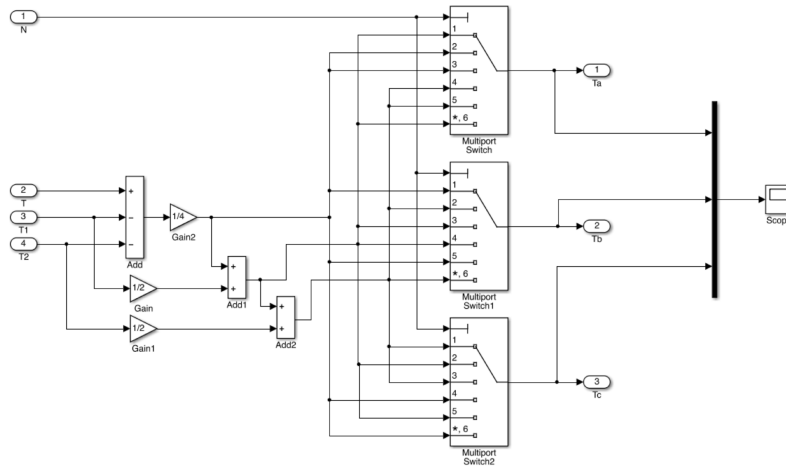 1
N
1
2
3
4
5
*, 6
Multiport
Switch
1
Ta
2
T
3
T1
4
T2
+
−
−
Add
1/4
Gain2
1/2
Gain
1/2
Gain1
+
+
Add1
+
+
Add2
1
2
3
4
5
*, 6
Multiport
Switch1
2
Tb
1
2
3
4
5
*, 6
Multiport
Switch2
3
Tc
Scop